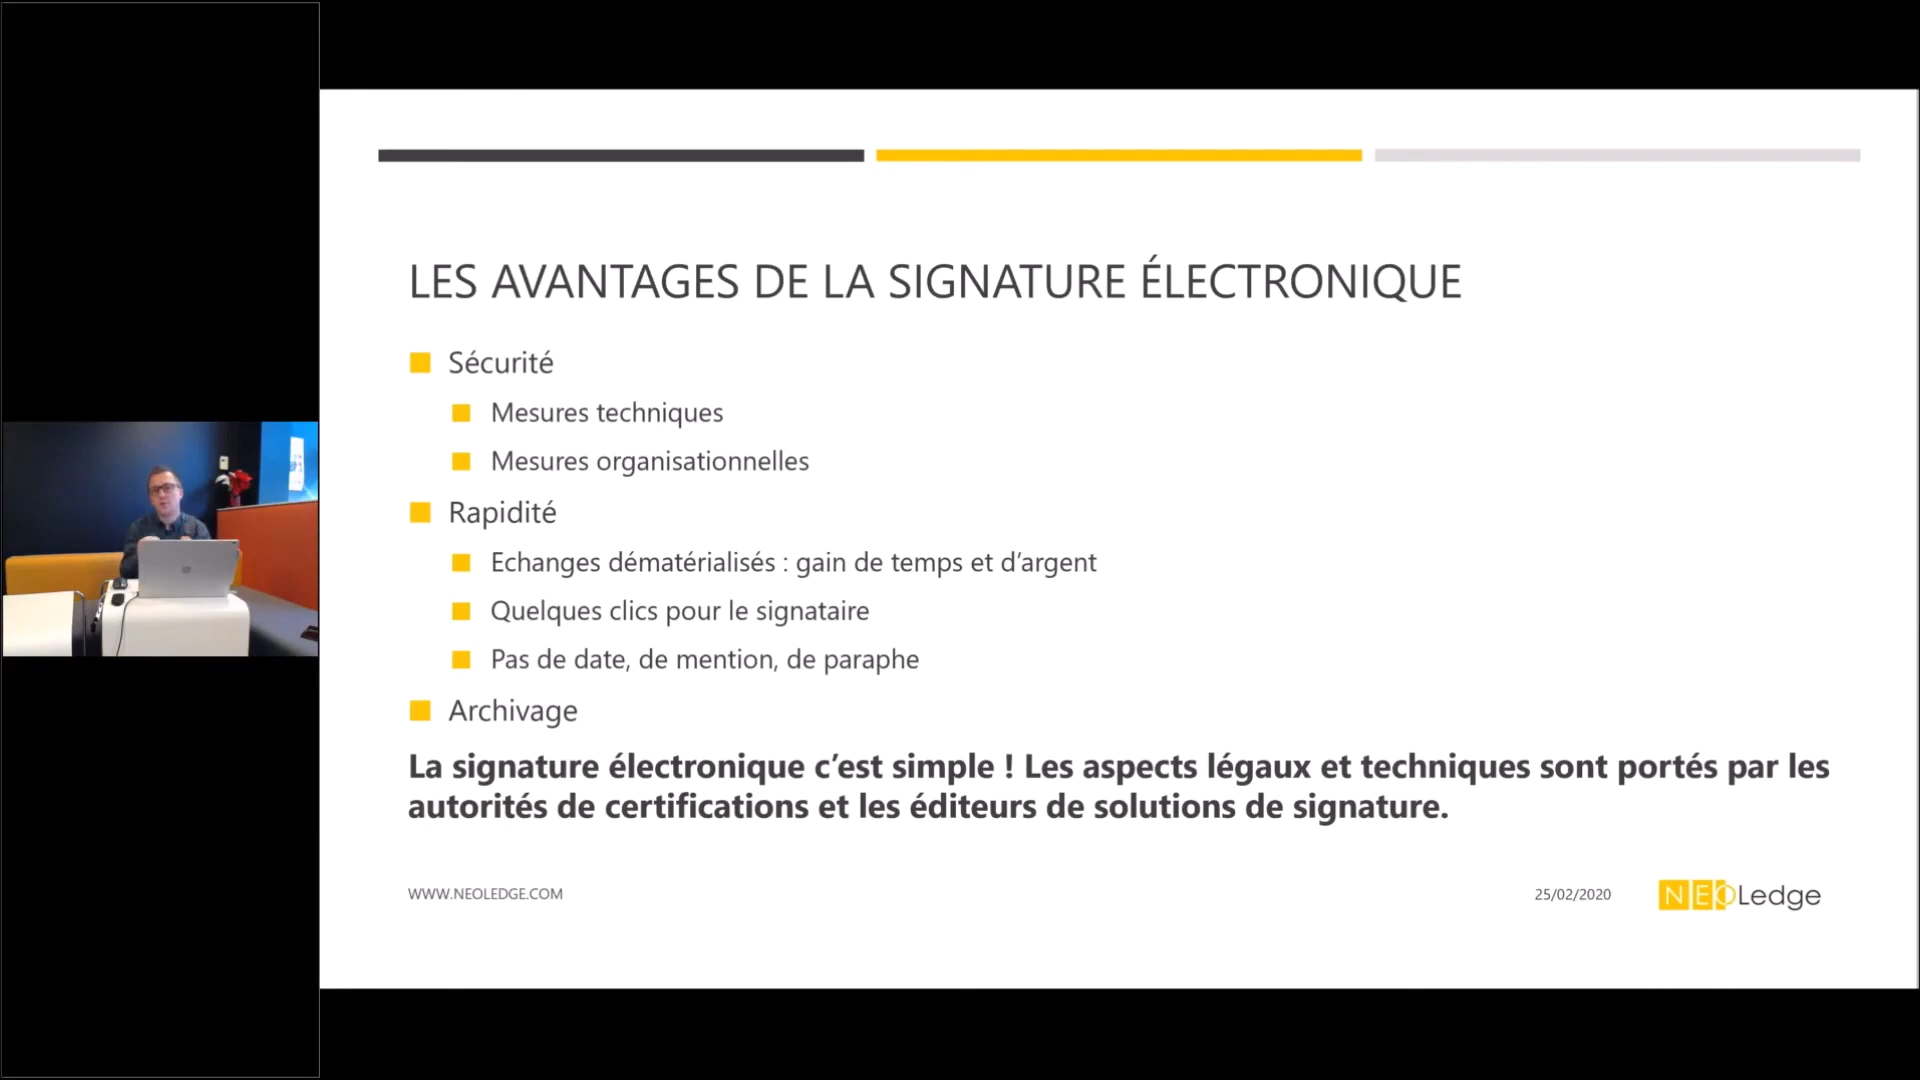 LES AVANTAGES DE LA SIGNATURE ÉLECTRONIQUE
Sécurité
Mesures techniques
Mesures organisationnelles
Rapidité
Echanges dématérialisés : gain de temps et d’argent
Quelques clics pour le signataire
Pas de date, de mention, de paraphe
Archivage
La signature électronique c’est simple ! Les aspects légaux et techniques sont portés par les
autorités de certifications et les éditeurs de solutions de signature.
WWW.NEOLEDGE.COM
25/02/2020
NEOLedge